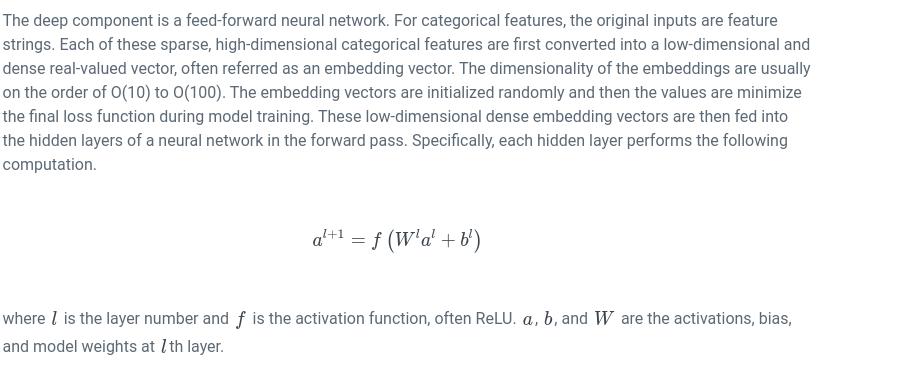 The deep component is a feed-forward neural network. For categorical features, the original inputs are feature
strings. Each of these sparse, high-dimensional categorical features are first converted into a low-dimensional and
dense real-valued vector, often referred as an embedding vector. The dimensionality of the embeddings are usually
on the order of O(10) to O(100). The embedding vectors are initialized randomly and then the values are minimize
the final loss function during model training. These low-dimensional dense embedding vectors are then fed into
the hidden layers of a neural network in the forward pass. Specifically, each hidden layer performs the following
computation.
a^{l+1} = f (W^l a^l + b^l)
where l is the layer number and f is the activation function, often ReLU. a, b, and W are the activations, bias,
and model weights at l th layer.